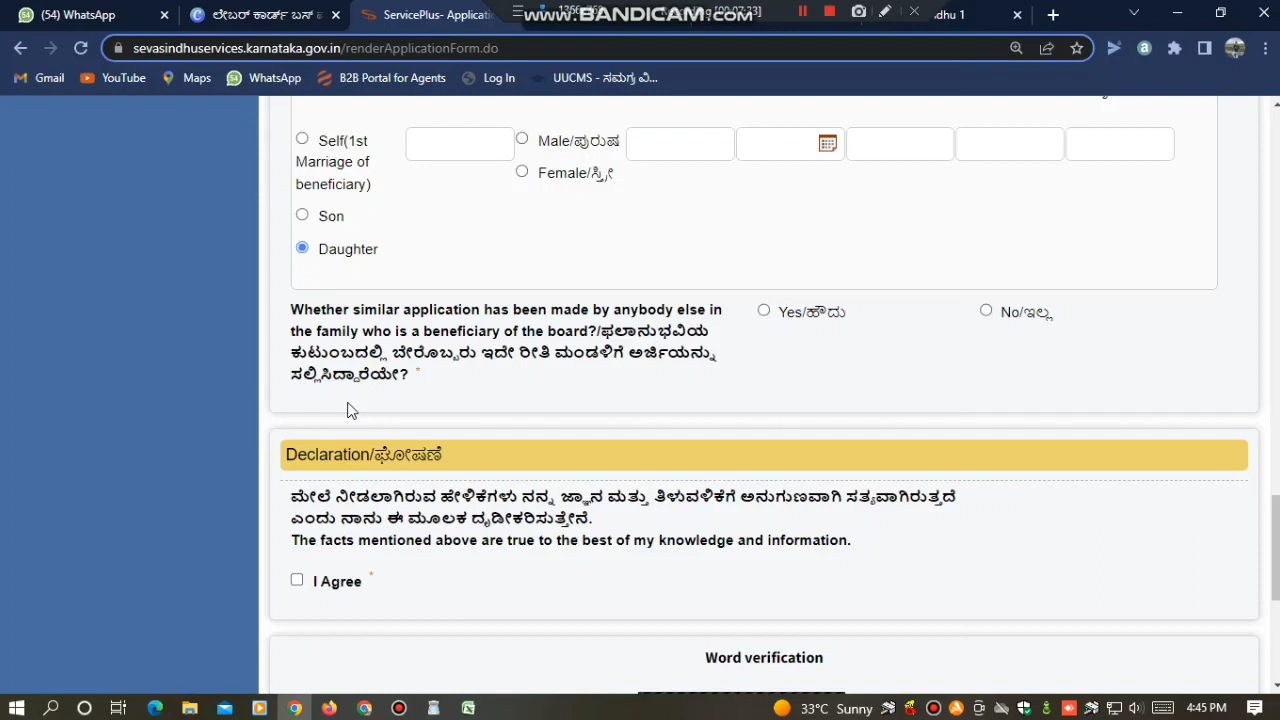 (54) WhatsApp
ಲೇಬರ್ ಕಾರ್ಡ್ ಬಸ್
ServicePlus- Applicati
www.BANDICAM.com
dhu 1
sevasindhuservices.karnataka.gov.in/renderApplicationForm.do
Gmail YouTube Maps WhatsApp B2B Portal for Agents Log In UUCMS - ಸಮಗ್ರ ವಿ...
Self(1st Marriage of beneficiary)
Male/ಪುರುಷ
Female/ಸ್ತ್ರೀ
Son
Daughter
Whether similar application has been made by anybody else in
the family who is a beneficiary of the board?/ಫಲಾನುಭವಿಯ
ಕುಟುಂಬದಲ್ಲಿ ಬೇರೊಬ್ಬರು ಇದೇ ರೀತಿ ಮಂಡಳಿಗೆ ಅರ್ಜಿಯನ್ನು
ಸಲ್ಲಿಸಿದ್ದಾರೆಯೇ? *
Yes/ಹೌದು No/ಇಲ್ಲ
Declaration/ಘೋಷಣೆ
ಮೇಲೆ ನೀಡಲಾಗಿರುವ ಹೇಳಿಕೆಗಳು ನನ್ನ ಜ್ಞಾನ ಮತ್ತು ತಿಳುವಳಿಕೆಗೆ ಅನುಗುಣವಾಗಿ ಸತ್ಯವಾಗಿರುತ್ತದೆ
ಎಂದು ನಾನು ಈ ಮೂಲಕ ದೃಡೀಕರಿಸುತ್ತೇನೆ.
The facts mentioned above are true to the best of my knowledge and information.
I Agree *
Word verification
33°C Sunny
4:45 PM